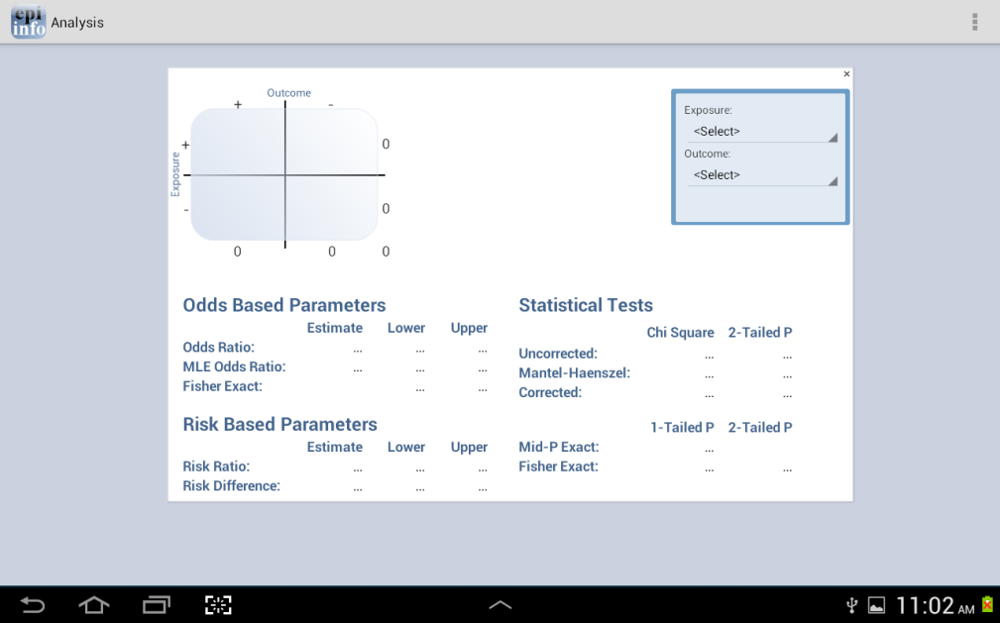 epi info Analysis
×
Outcome
+ -
+ 0
Exposure
- 0
0 0 0
Exposure:
<Select>
Outcome:
<Select>
Odds Based Parameters
Estimate Lower Upper
Odds Ratio: ... ... ...
MLE Odds Ratio: ... ... ...
Fisher Exact: ... ...
Risk Based Parameters
Estimate Lower Upper
Risk Ratio: ... ... ...
Risk Difference: ... ... ...
Statistical Tests
Chi Square 2-Tailed P
Uncorrected: ... ...
Mantel-Haenszel: ... ...
Corrected: ... ...
1-Tailed P 2-Tailed P
Mid-P Exact: ...
Fisher Exact: ... ...
11:02 AM